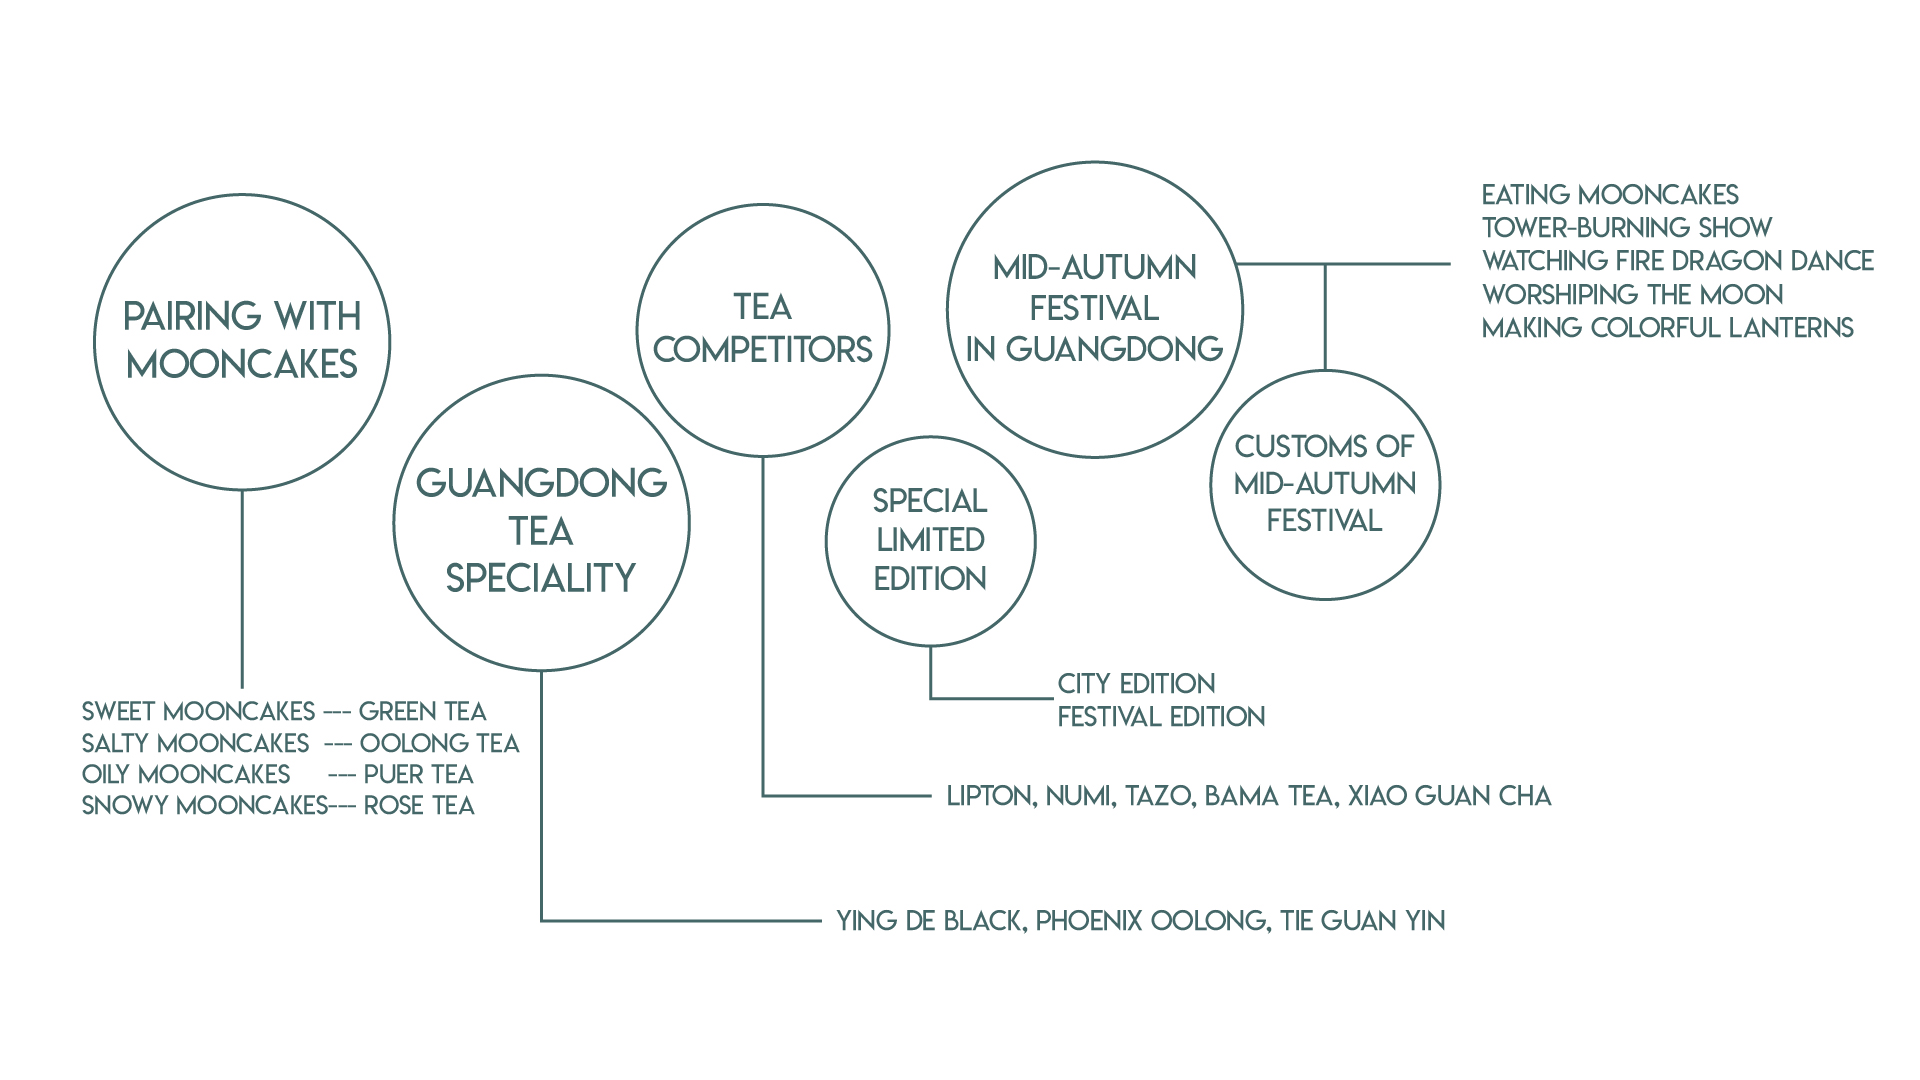 PAIRING WITH
MOONCAKES
SWEET MOONCAKES --- GREEN TEA
SALTY MOONCAKES --- OOLONG TEA
OILY MOONCAKES --- PUER TEA
SNOWY MOONCAKES--- ROSE TEA
GUANGDONG
TEA
SPECIALITY
YING DE BLACK, PHOENIX OOLONG, TIE GUAN YIN
TEA
COMPETITORS
LIPTON, NUMI, TAZO, BAMA TEA, XIAO GUAN CHA
SPECIAL
LIMITED
EDITION
CITY EDITION
FESTIVAL EDITION
MID-AUTUMN
FESTIVAL
IN GUANGDONG
CUSTOMS OF
MID-AUTUMN
FESTIVAL
EATING MOONCAKES
TOWER-BURNING SHOW
WATCHING FIRE DRAGON DANCE
WORSHIPING THE MOON
MAKING COLORFUL LANTERNS